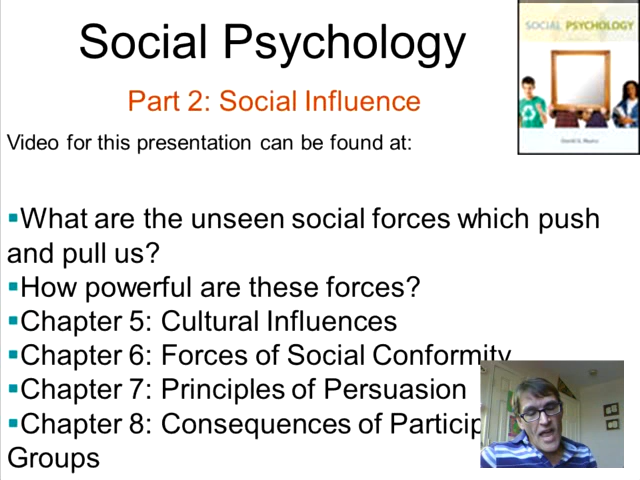 Social Psychology
SOCIAL PSYCHOLOGY
Part 2: Social Influence
Video for this presentation can be found at:
▪What are the unseen social forces which push
and pull us?
▪How powerful are these forces?
▪Chapter 5: Cultural Influences
▪Chapter 6: Forces of Social Conformity
▪Chapter 7: Principles of Persuasion
▪Chapter 8: Consequences of Particip
Groups